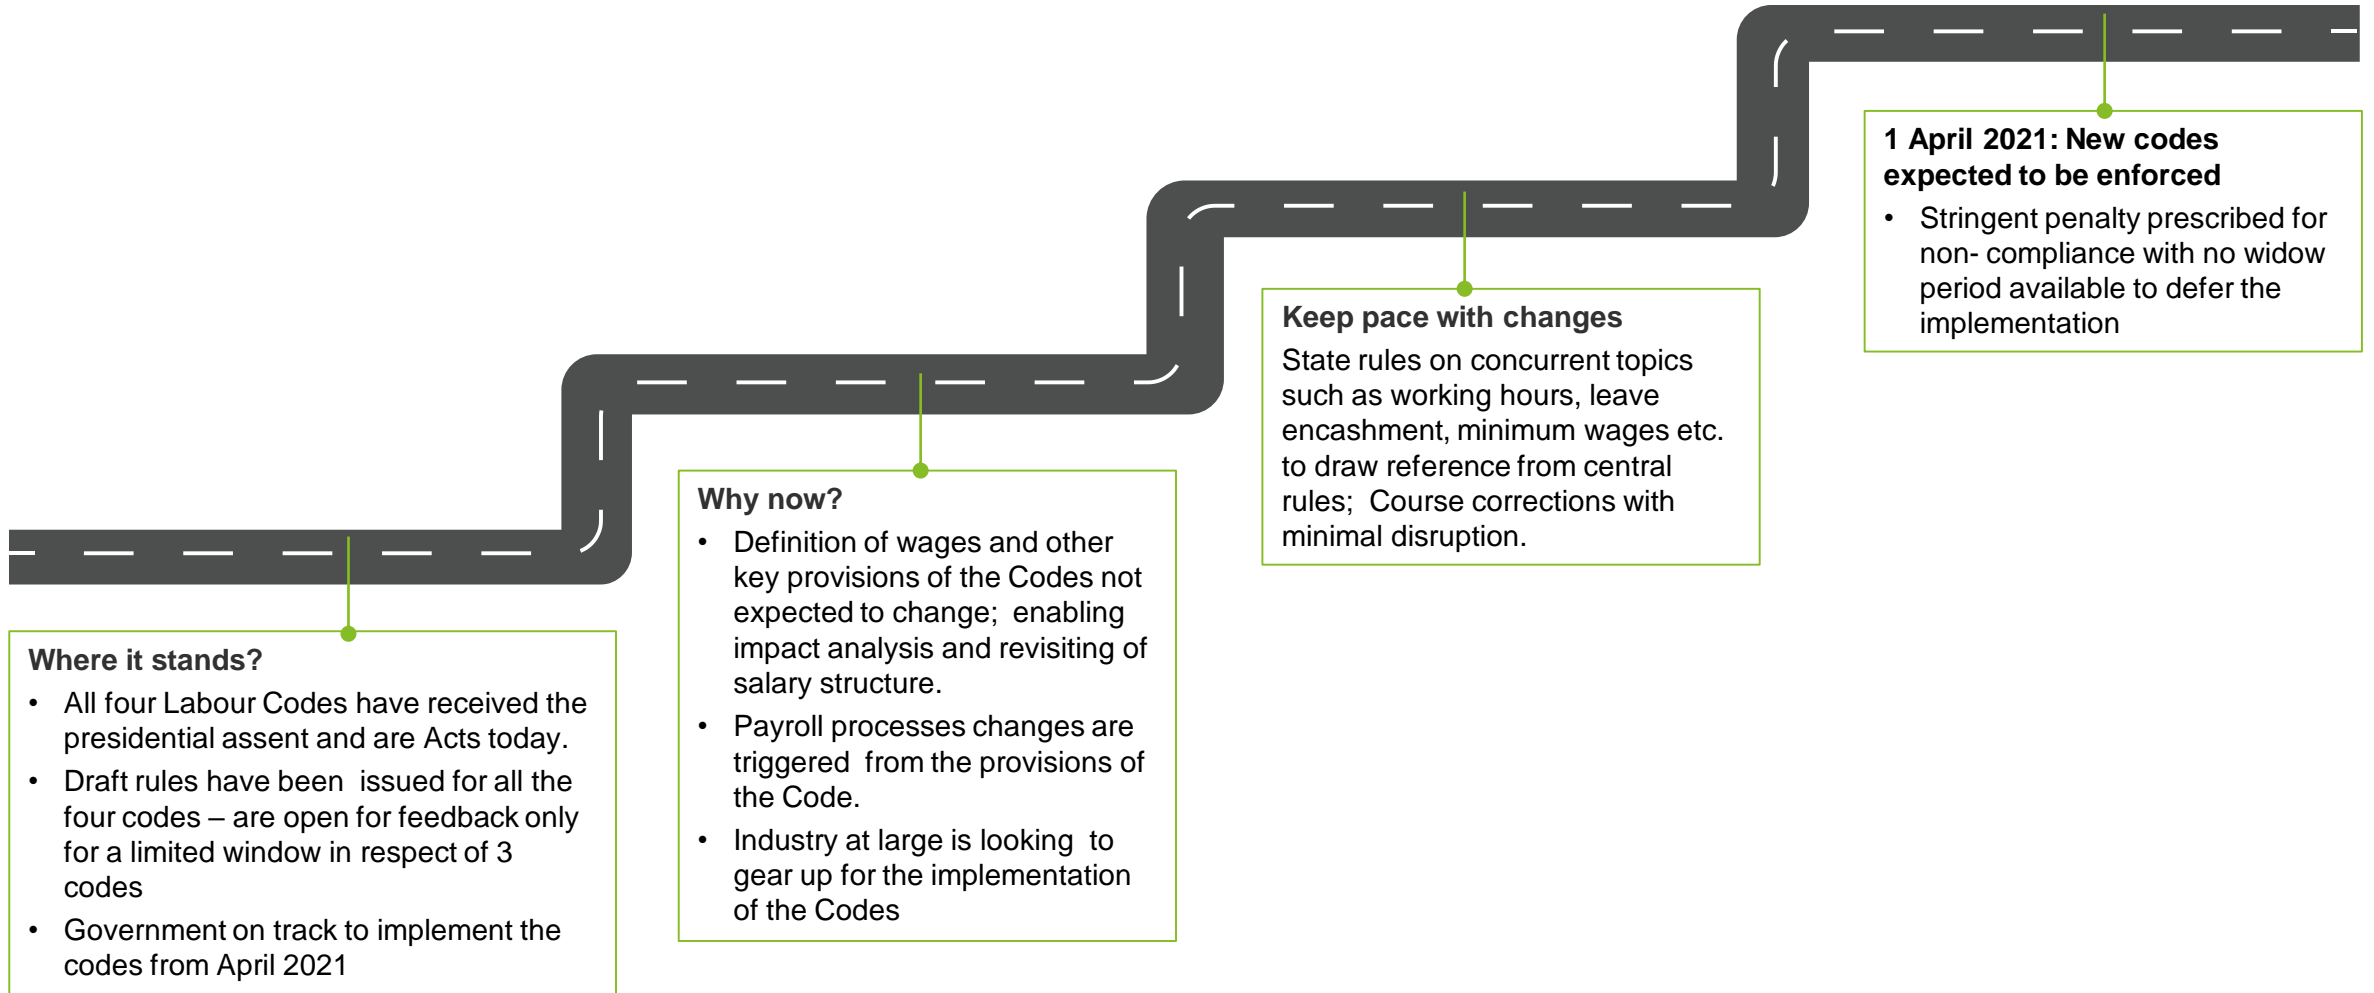 Where it stands?
• All four Labour Codes have received the
presidential assent and are Acts today.
• Draft rules have been issued for all the
four codes – are open for feedback only
for a limited window in respect of 3
codes
• Government on track to implement the
codes from April 2021
Why now?
• Definition of wages and other
key provisions of the Codes not
expected to change; enabling
impact analysis and revisiting of
salary structure.
• Payroll processes changes are
triggered from the provisions of
the Code.
• Industry at large is looking to
gear up for the implementation
of the Codes
Keep pace with changes
State rules on concurrent topics
such as working hours, leave
encashment, minimum wages etc.
to draw reference from central
rules; Course corrections with
minimal disruption.
1 April 2021: New codes
expected to be enforced
• Stringent penalty prescribed for
non- compliance with no widow
period available to defer the
implementation